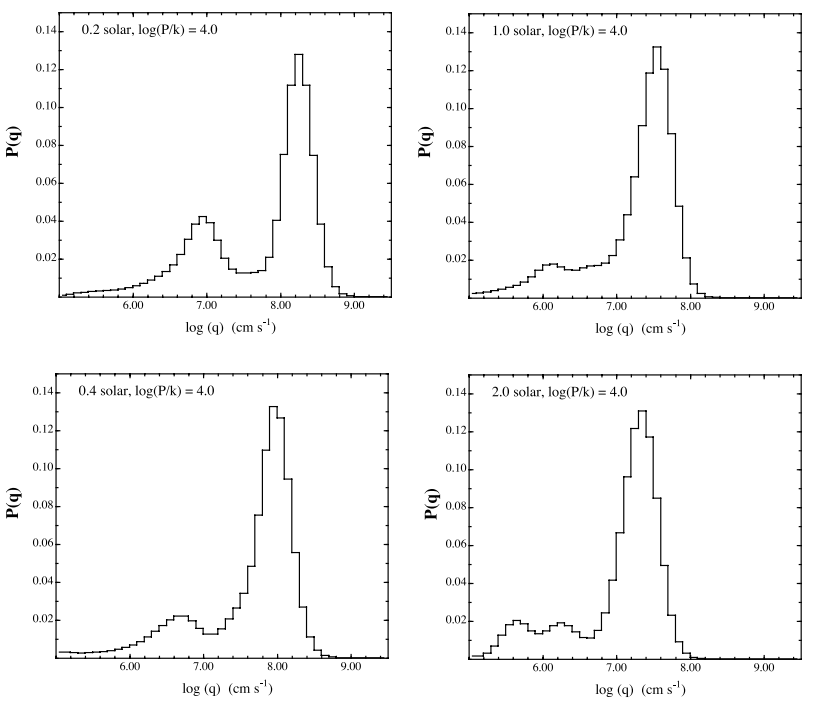 0.2 solar, log(P/k) = 4.0
0.14
0.12
0.10
0.08
0.06
0.04
0.02
P(q)
6.00 7.00 8.00 9.00
log (q) (cm s⁻¹)
1.0 solar, log(P/k) = 4.0
0.14
0.12
0.10
0.08
0.06
0.04
0.02
P(q)
6.00 7.00 8.00 9.00
log (q) (cm s⁻¹)
0.4 solar, log(P/k) = 4.0
0.14
0.12
0.10
0.08
0.06
0.04
0.02
P(q)
6.00 7.00 8.00 9.00
log (q) (cm s⁻¹)
2.0 solar, log(P/k) = 4.0
0.14
0.12
0.10
0.08
0.06
0.04
0.02
P(q)
6.00 7.00 8.00 9.00
log (q) (cm s⁻¹)